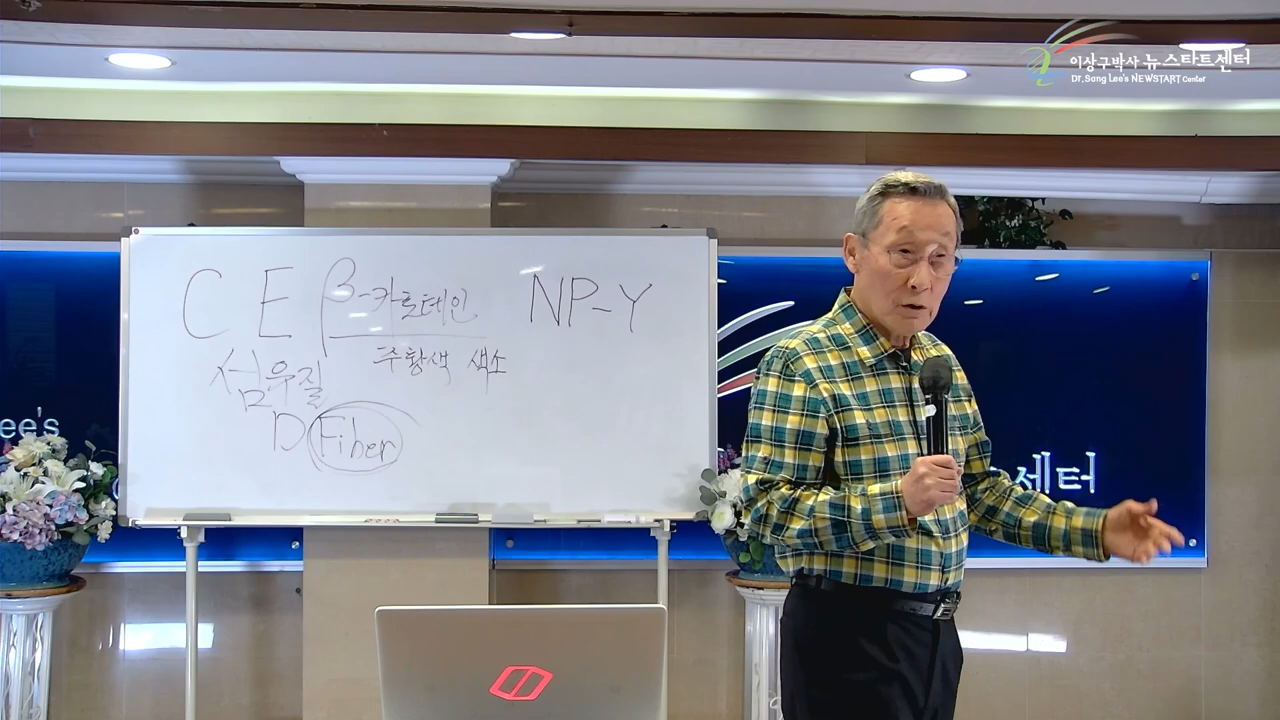 이상구박사 뉴스타트센터
Dr. Sang Lee's NEWSTART Center
C E β-카로테인 NP-Y
섬유질 주황색 색소
D Fiber
ee's
센터